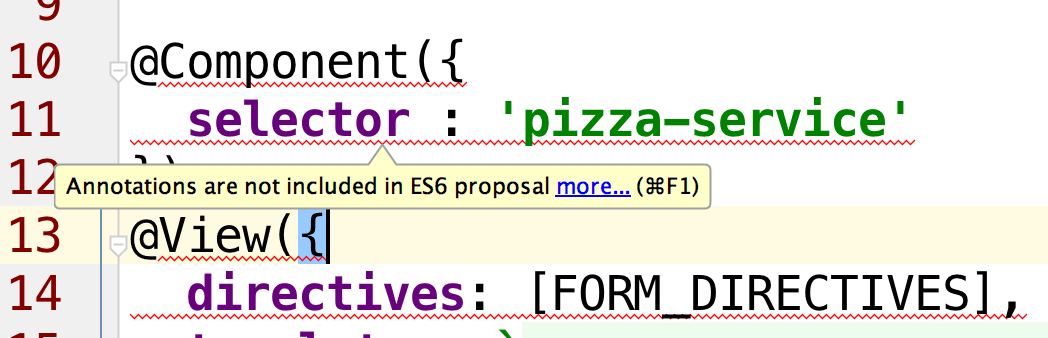 9
10 @Component({
11 selector : 'pizza-service'
12
Annotations are not included in ES6 proposal more... (⌘F1)
13 @View({
14 directives: [FORM_DIRECTIVES],